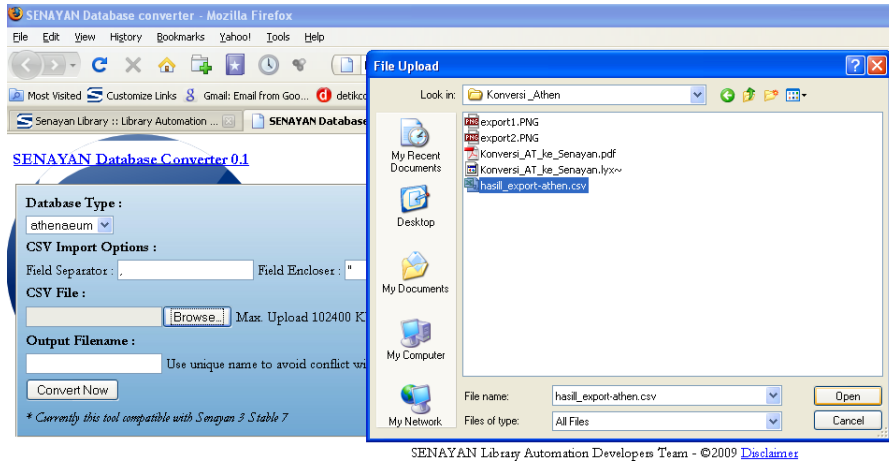 SENAYAN Database converter - Mozilla Firefox
File Edit View History Bookmarks Yahoo! Tools Help
Most Visited Customize Links Gmail: Email from Goo... detikco
Senayan Library :: Library Automation ... SENAYAN Database
SENAYAN Database Converter 0.1
Database Type :
athenaeum
CSV Import Options :
Field Separator : , Field Encloser : "
CSV File :
Browse... Max. Upload 102400 K
Output Filename :
Use unique name to avoid conflict wi
Convert Now
* Currently this tool compatible with Senayan 3 Stable 7
File Upload
Look in: Konversi _Athen
My Recent Documents
Desktop
My Documents
My Computer
My Network
export1.PNG
export2.PNG
Konversi_AT_ke_Senayan.pdf
Konversi_AT_ke_Senayan.lyx~
hasill_export-athen.csv
File name: hasill_export-athen.csv Open
Files of type: All Files Cancel
SENAYAN Library Automation Developers Team - ©2009 Disclaimer